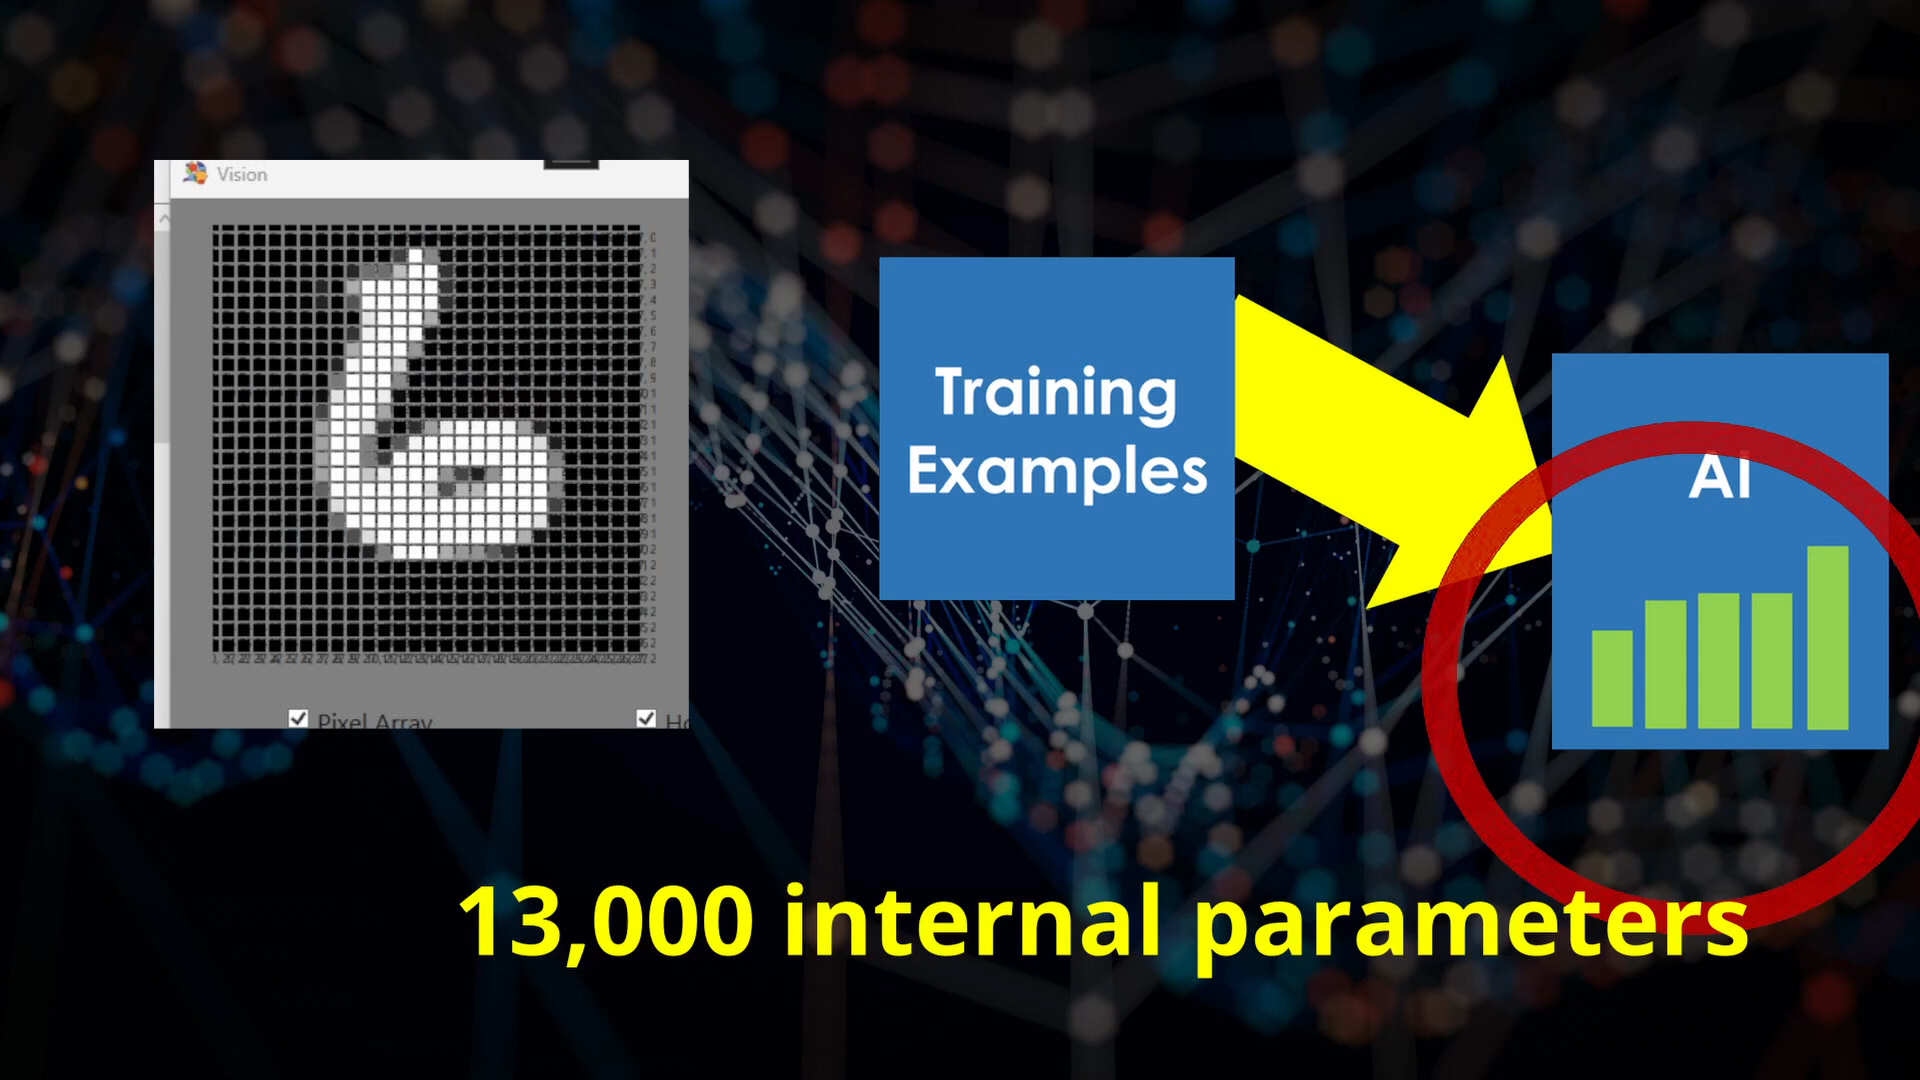 Vision
Pixel Array
Training
Examples
AI
13,000 internal parameters